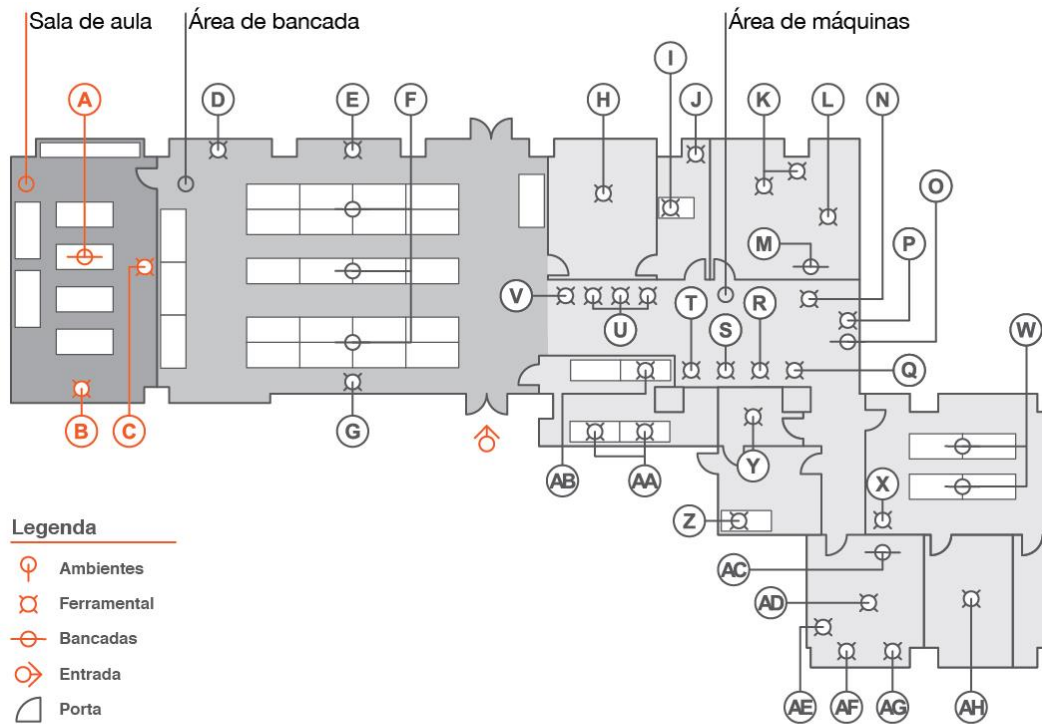 Sala de aula
Área de bancada
Área de máquinas
I
A
D
E
F
H
J
K
L
N
O
M
P
V
U
T
S
R
W
Q
B
C
G
Y
X
AB
AA
Z
AC
AD
AE
AF
AG
AH
Legenda
Ambientes
Ferramental
Bancadas
Entrada
Porta